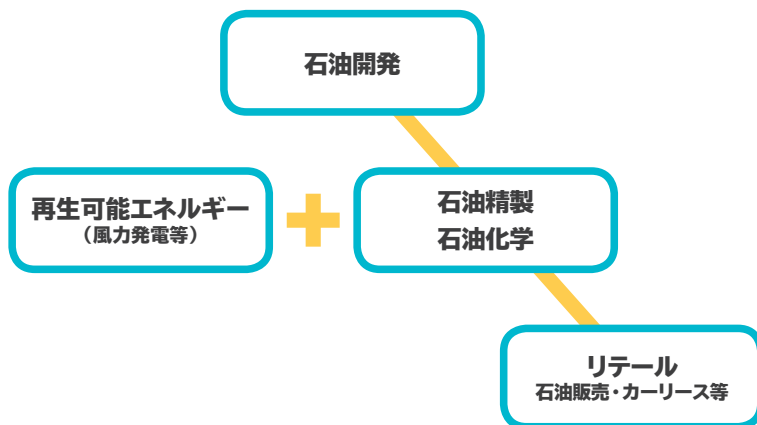 石油開発
再生可能エネルギー
（風力発電等）
石油精製
石油化学
リテール
石油販売・カーリース等